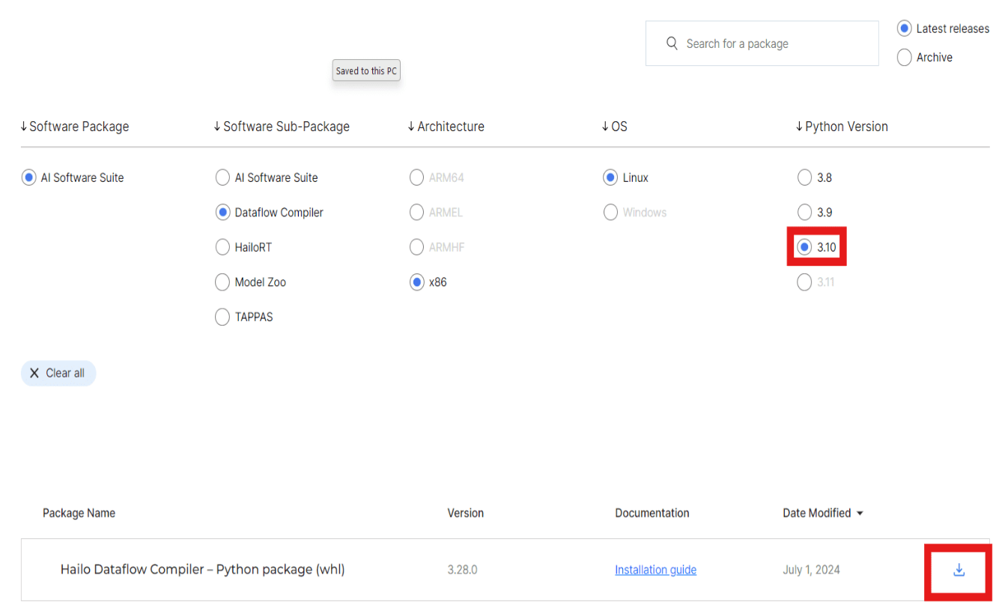 Search for a package
Latest releases
Archive
Saved to this PC
↓ Software Package ↓ Software Sub-Package ↓ Architecture ↓ OS ↓ Python Version
AI Software Suite AI Software Suite ARM64 Linux 3.8
Dataflow Compiler ARMEL Windows 3.9
HailoRT ARMHF 3.10
Model Zoo x86 3.11
TAPPAS
X Clear all
Package Name Version Documentation Date Modified
Hailo Dataflow Compiler – Python package (whl) 3.28.0 Installation guide July 1, 2024